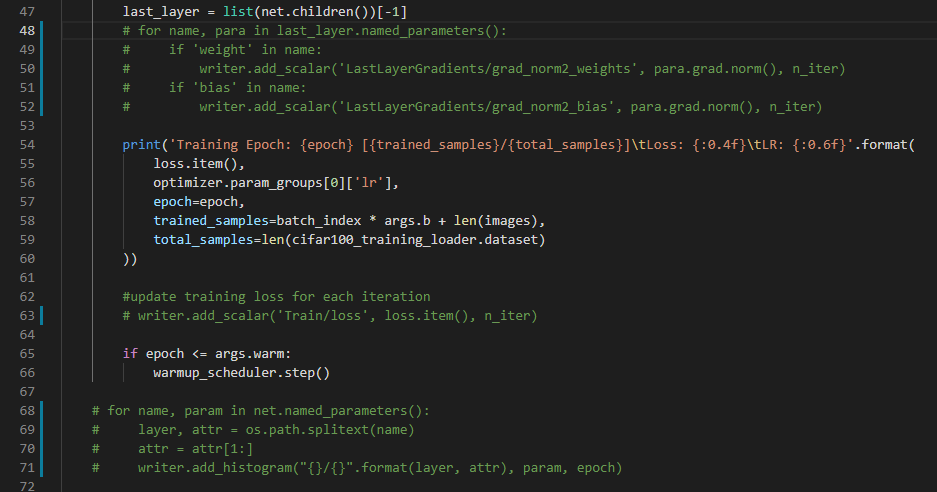 47 last_layer = list(net.children())[-1]
48 # for name, para in last_layer.named_parameters():
49 #     if 'weight' in name:
50 #         writer.add_scalar('LastLayerGradients/grad_norm2_weights', para.grad.norm(), n_iter)
51 #     if 'bias' in name:
52 #         writer.add_scalar('LastLayerGradients/grad_norm2_bias', para.grad.norm(), n_iter)
53
54 print('Training Epoch: {epoch} [{trained_samples}/{total_samples}]\tLoss: {:0.4f}\tLR: {:0.6f}'.format(
55     loss.item(),
56     optimizer.param_groups[0]['lr'],
57     epoch=epoch,
58     trained_samples=batch_index * args.b + len(images),
59     total_samples=len(cifar100_training_loader.dataset)
60 ))
61
62 #update training loss for each iteration
63 # writer.add_scalar('Train/loss', loss.item(), n_iter)
64
65 if epoch <= args.warm:
66     warmup_scheduler.step()
67
68 # for name, param in net.named_parameters():
69 #     layer, attr = os.path.splitext(name)
70 #     attr = attr[1:]
71 #     writer.add_histogram("{}/{}".format(layer, attr), param, epoch)
72